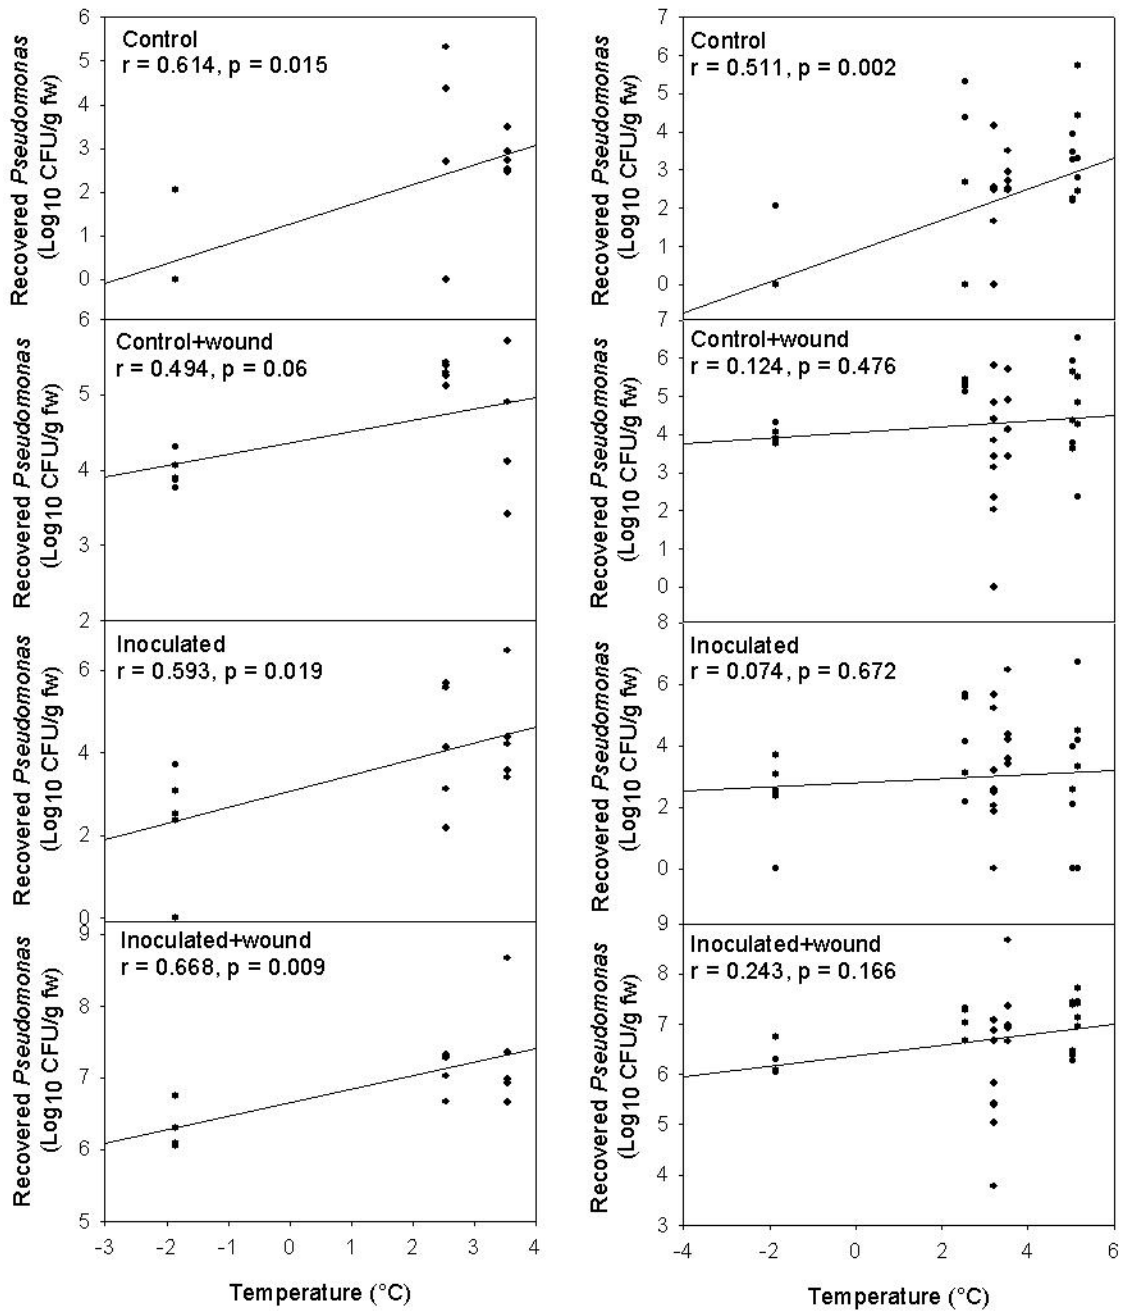 Control
r = 0.614, p = 0.015
Recovered Pseudomonas
(Log10 CFU/g fw)
6
5
4
3
2
1
0
Control+wound
r = 0.494, p = 0.06
Recovered Pseudomonas
(Log10 CFU/g fw)
6
5
4
3
2
Inoculated
r = 0.593, p = 0.019
Recovered Pseudomonas
(Log10 CFU/g fw)
6
4
2
0
Inoculated+wound
r = 0.668, p = 0.009
Recovered Pseudomonas
(Log10 CFU/g fw)
9
8
7
6
5
-3 -2 -1 0 1 2 3 4
Temperature (°C)
Control
r = 0.511, p = 0.002
Recovered Pseudomonas
(Log10 CFU/g fw)
7
6
5
4
3
2
1
0
Control+wound
r = 0.124, p = 0.476
Recovered Pseudomonas
(Log10 CFU/g fw)
7
6
5
4
3
2
1
0
Inoculated
r = 0.074, p = 0.672
Recovered Pseudomonas
(Log10 CFU/g fw)
8
6
4
2
0
Inoculated+wound
r = 0.243, p = 0.166
Recovered Pseudomonas
(Log10 CFU/g fw)
9
8
7
6
5
4
3
-4 -2 0 2 4 6
Temperature (°C)